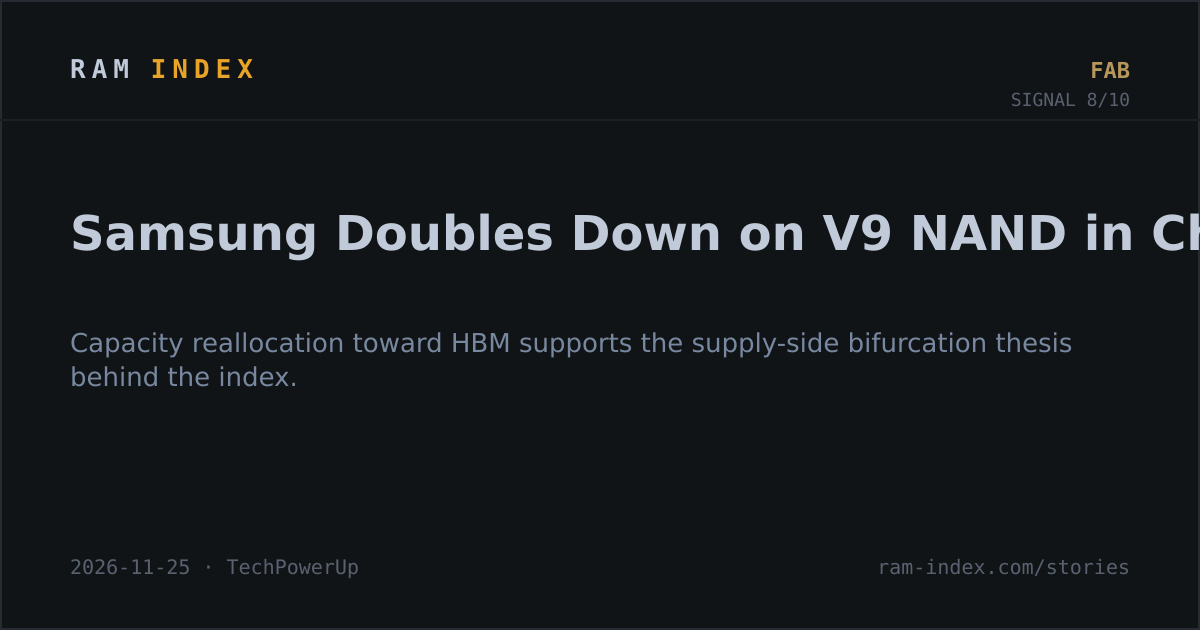 RAM INDEX
FAB
SIGNAL 8/10
Samsung Doubles Down on V9 NAND in
Capacity reallocation toward HBM supports the supply-side bifurcation thesis
behind the index.
2026-11-25 · TechPowerUp
ram-index.com/stories